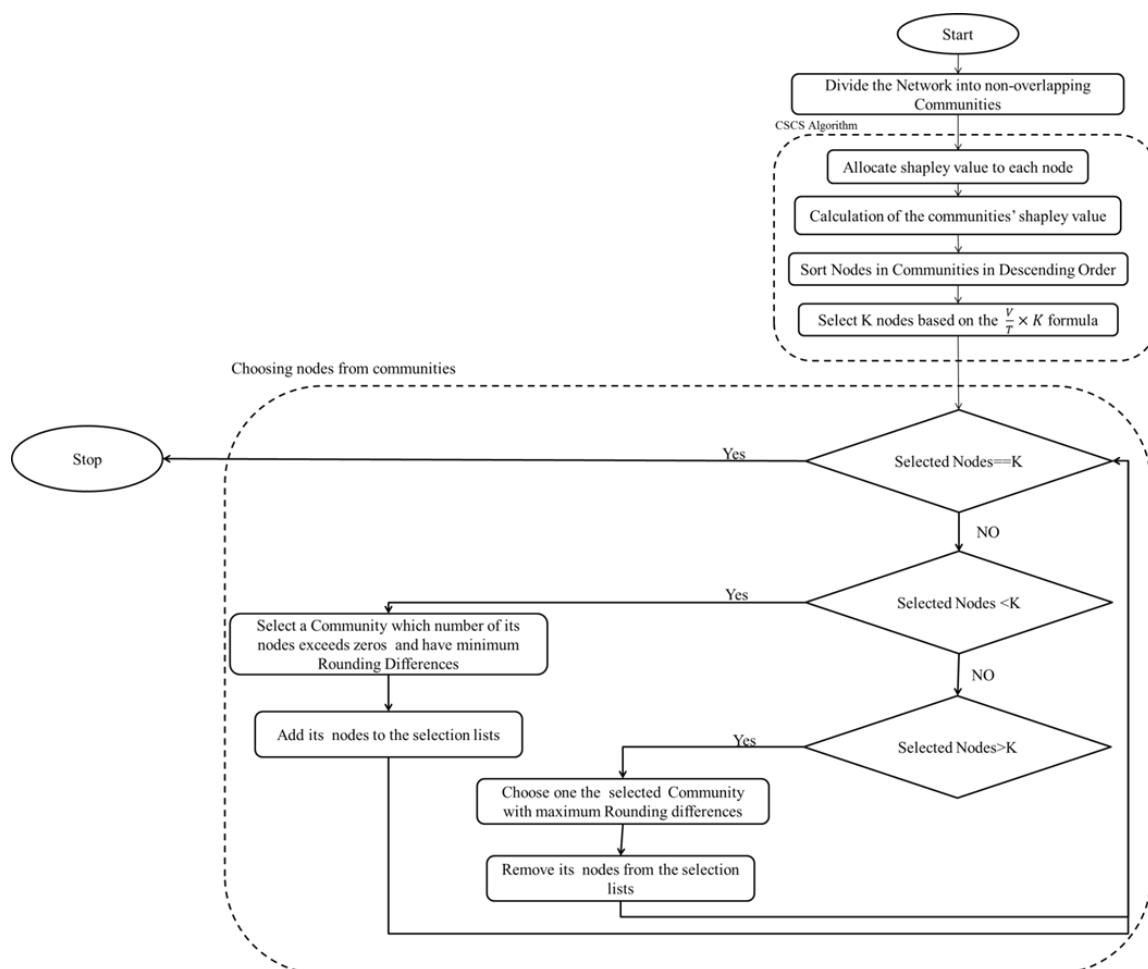 Start
Divide the Network into non-overlapping
Communities
CSCS Algorithm
Allocate shapley value to each node
Calculation of the communities' shapley value
Sort Nodes in Communities in Descending Order
Select K nodes based on the V/T × K formula
Choosing nodes from communities
Stop
Yes
Selected Nodes==K
NO
Yes
Selected Nodes <K
Select a Community which number of its
nodes exceeds zeros and have minimum
Rounding Differences
NO
Add its nodes to the selection lists
Yes
Selected Nodes>K
Choose one the selected Community
with maximum Rounding differences
Remove its nodes from the selection
lists